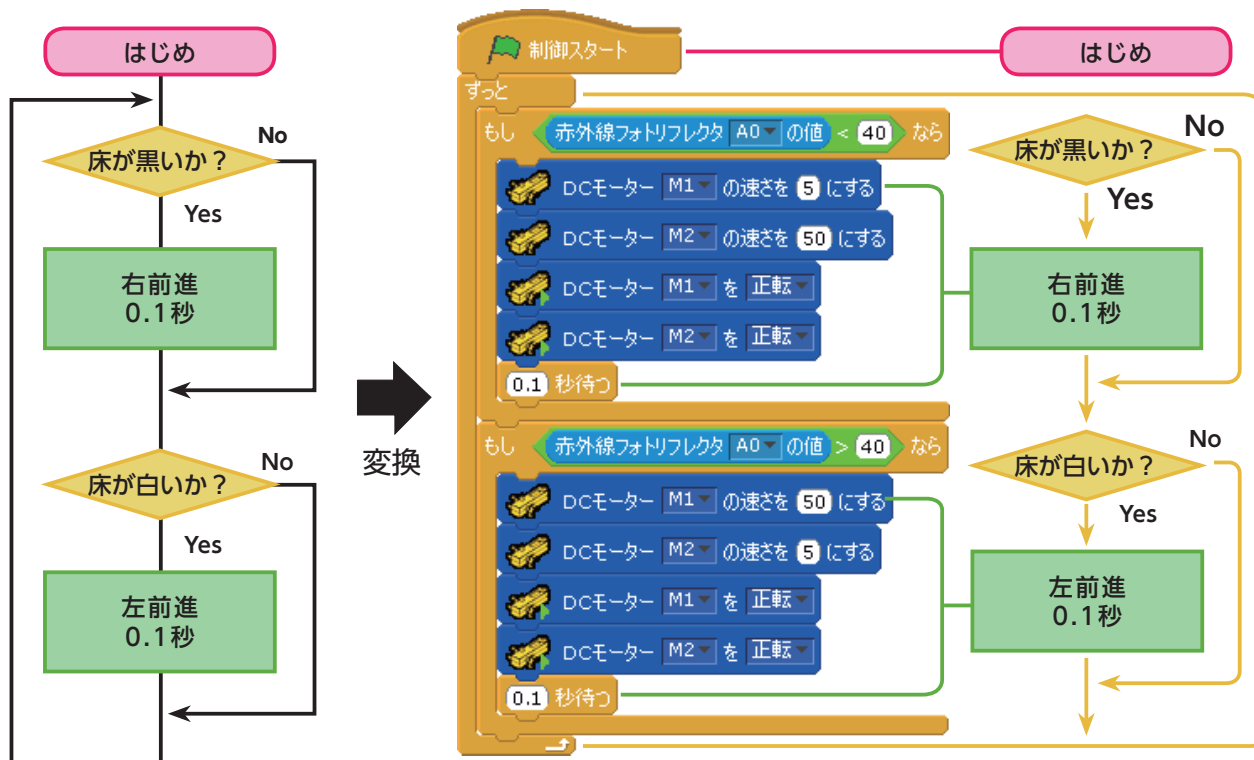 はじめ
床が黒いか？
No
Yes
右前進
0.1秒
床が白いか？
No
Yes
左前進
0.1秒
変換
制御スタート
ずっと
もし 赤外線フォトリフレクタ A0 の値 < 40 なら
DCモーター M1 の速さを 5 にする
DCモーター M2 の速さを 50 にする
DCモーター M1 を 正転
DCモーター M2 を 正転
0.1 秒待つ
もし 赤外線フォトリフレクタ A0 の値 > 40 なら
DCモーター M1 の速さを 50 にする
DCモーター M2 の速さを 5 にする
DCモーター M1 を 正転
DCモーター M2 を 正転
0.1 秒待つ
はじめ
床が黒いか？
No
Yes
右前進
0.1秒
床が白いか？
No
Yes
左前進
0.1秒